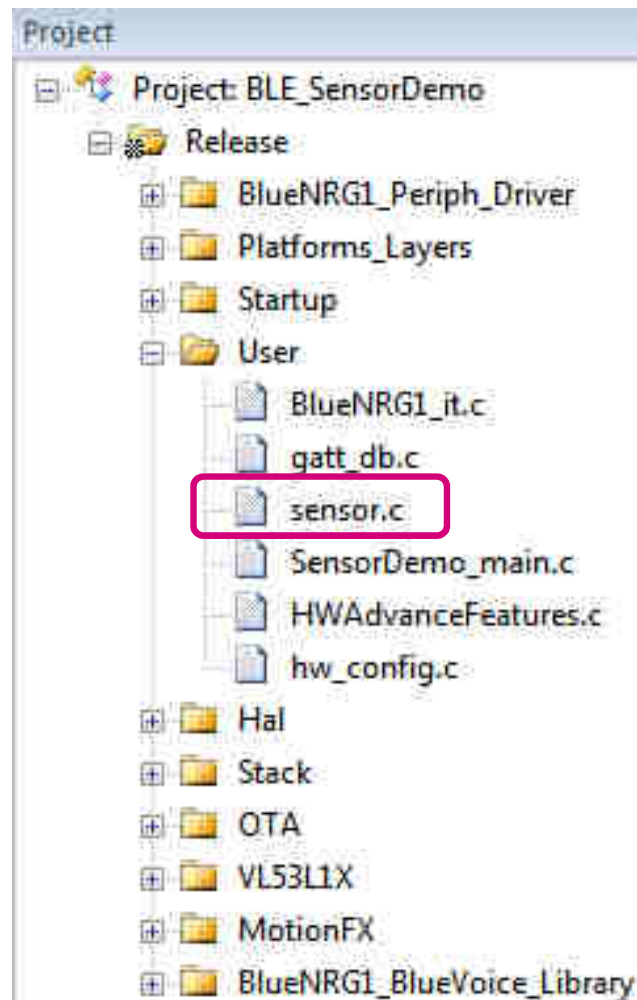 Project
Project: BLE_SensorDemo
Release
BlueNRG1_Periph_Driver
Platforms_Layers
Startup
User
BlueNRG1_it.c
gatt_db.c
sensor.c
SensorDemo_main.c
HWAdvanceFeatures.c
hw_config.c
Hal
Stack
OTA
VL53L1X
MotionFX
BlueNRG1_BlueVoice_Library